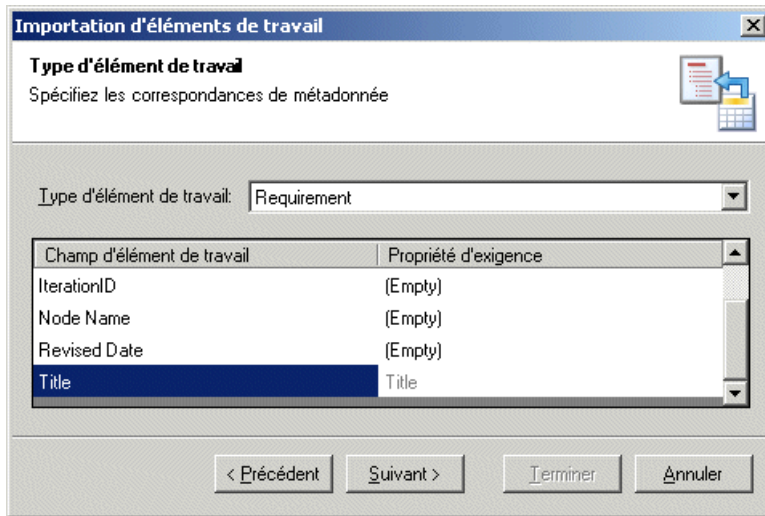 Importation d'éléments de travail
Type d'élément de travail
Spécifiez les correspondances de métadonnée
Type d'élément de travail: Requirement
Champ d'élément de travail Propriété d'exigence
IterationID (Empty)
Node Name (Empty)
Revised Date (Empty)
Title Title
< Précédent Suivant > Terminer Annuler